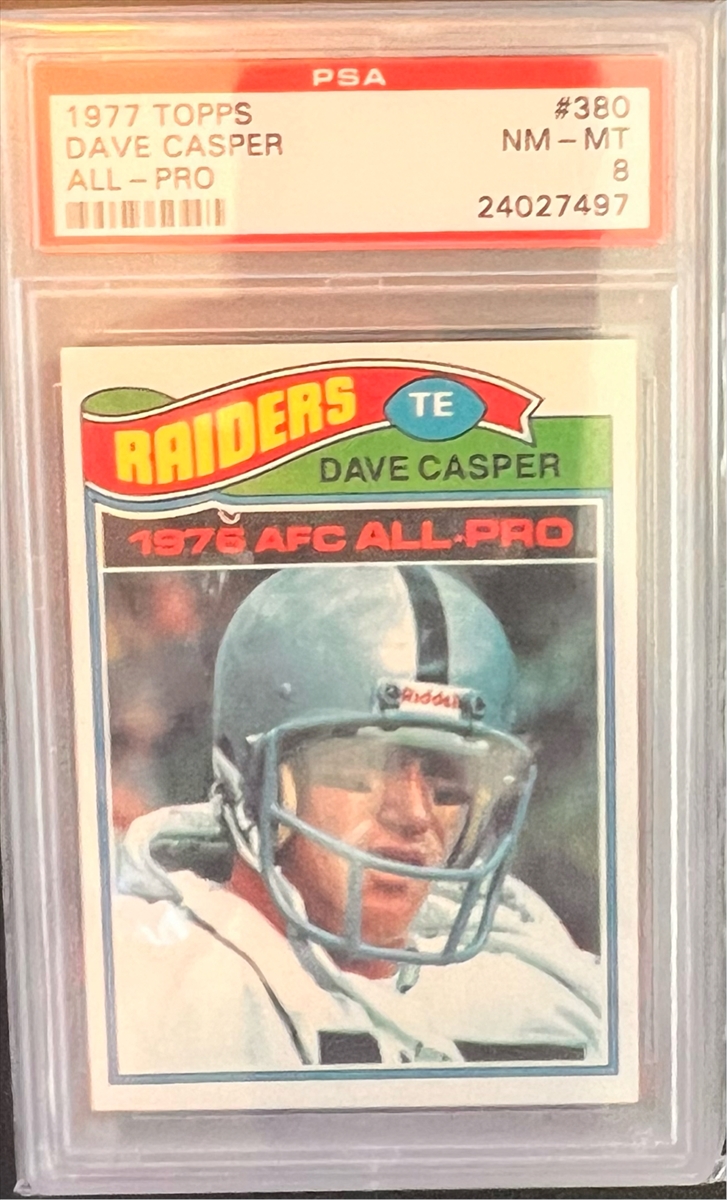 PSA
1977 TOPPS #380
DAVE CASPER NM-MT
ALL-PRO 8
24027497
RAIDERS TE
DAVE CASPER
1976 AFC ALL-PRO
Riddell